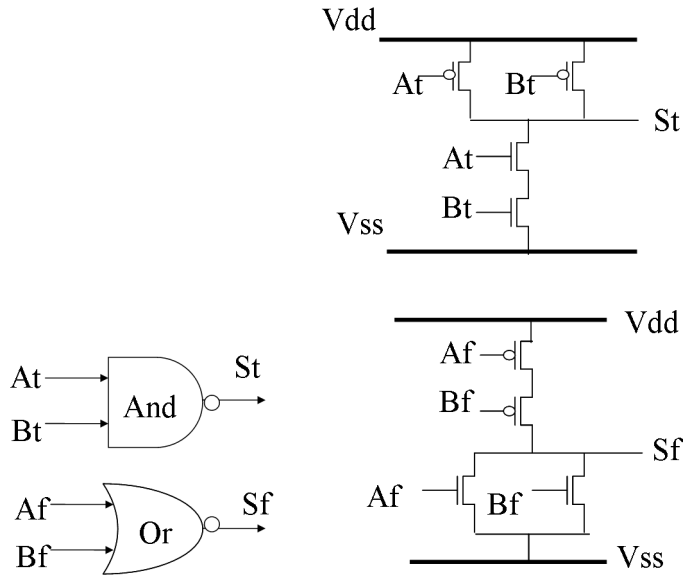 Vdd
At
Bt
St
At
Bt
Vss
Vdd
Af
Bf
Sf
Af
Bf
Vss
At
Bt
And
St
Af
Bf
Or
Sf